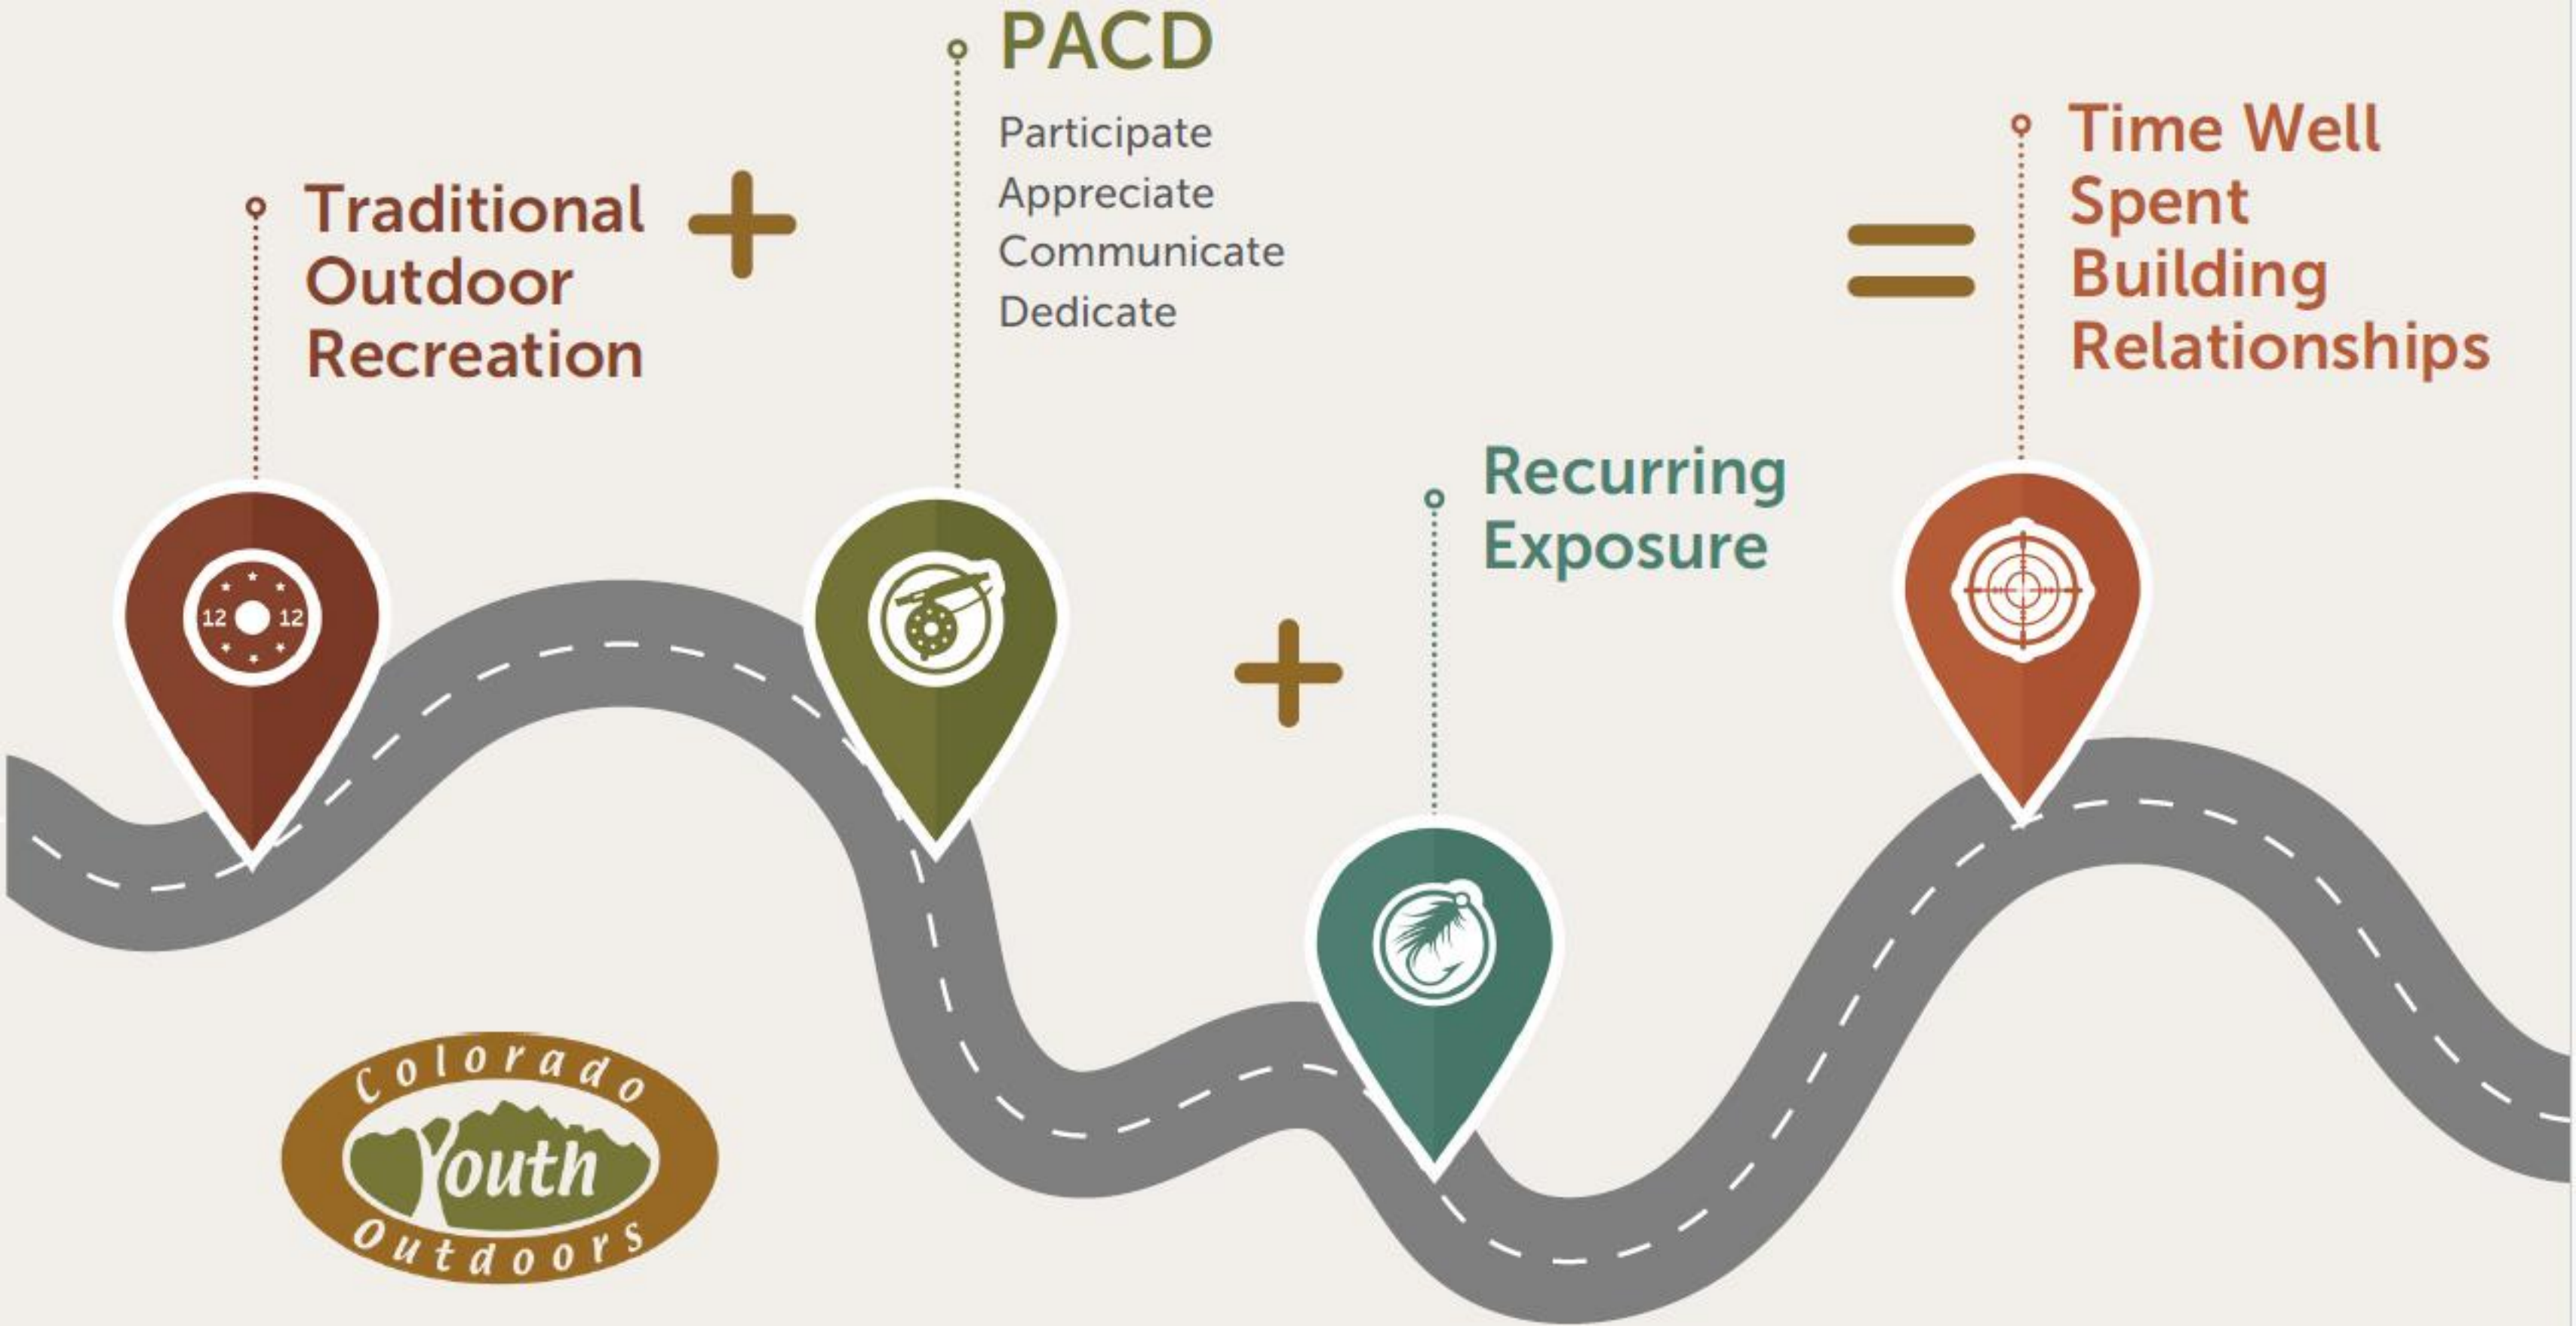 Traditional
Outdoor
Recreation
+
PACD
Participate
Appreciate
Communicate
Dedicate
+
Recurring
Exposure
=
Time Well
Spent
Building
Relationships
12 12
Colorado
Youth
Outdoors